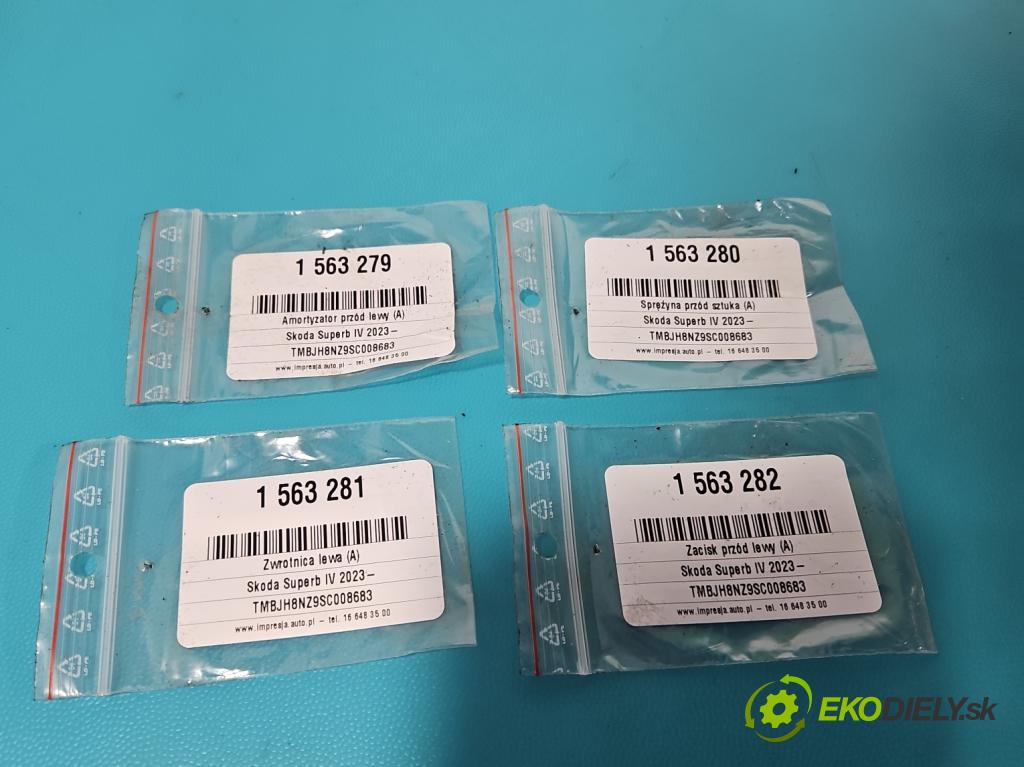 1 563 279
Amortyzator przód lewy (A)
Skoda Superb IV 2023–
TMBJH8NZ9SC008683
www.impresja.auto.pl – tel. 16 648 35 00
1 563 280
Sprężyna przód sztuka (A)
Skoda Superb IV 2023–
TMBJH8NZ9SC008683
www.impresja.auto.pl – tel. 16 648 35 00
1 563 281
Zwrotnica lewa (A)
Skoda Superb IV 2023–
TMBJH8NZ9SC008683
www.impresja.auto.pl – tel. 16 648 35 00
1 563 282
Zacisk przód lewy (A)
Skoda Superb IV 2023–
TMBJH8NZ9SC008683
www.impresja.auto.pl – tel. 16 648 35 00
EKODIELY.sk